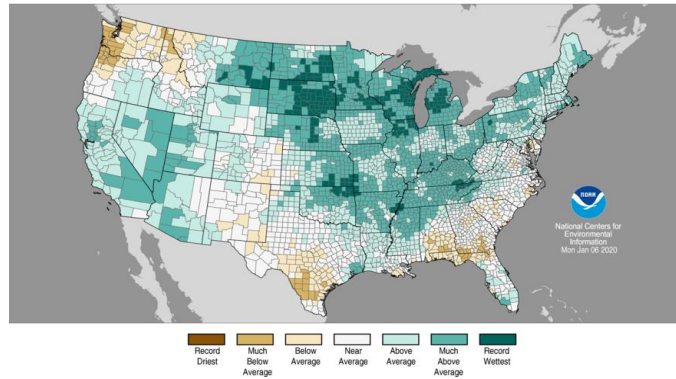 NOAA
National Centers for
Environmental
Information
Mon Jan 06 2020
Record
Driest
Much
Below
Average
Below
Average
Near
Average
Above
Average
Much
Above
Average
Record
Wettest